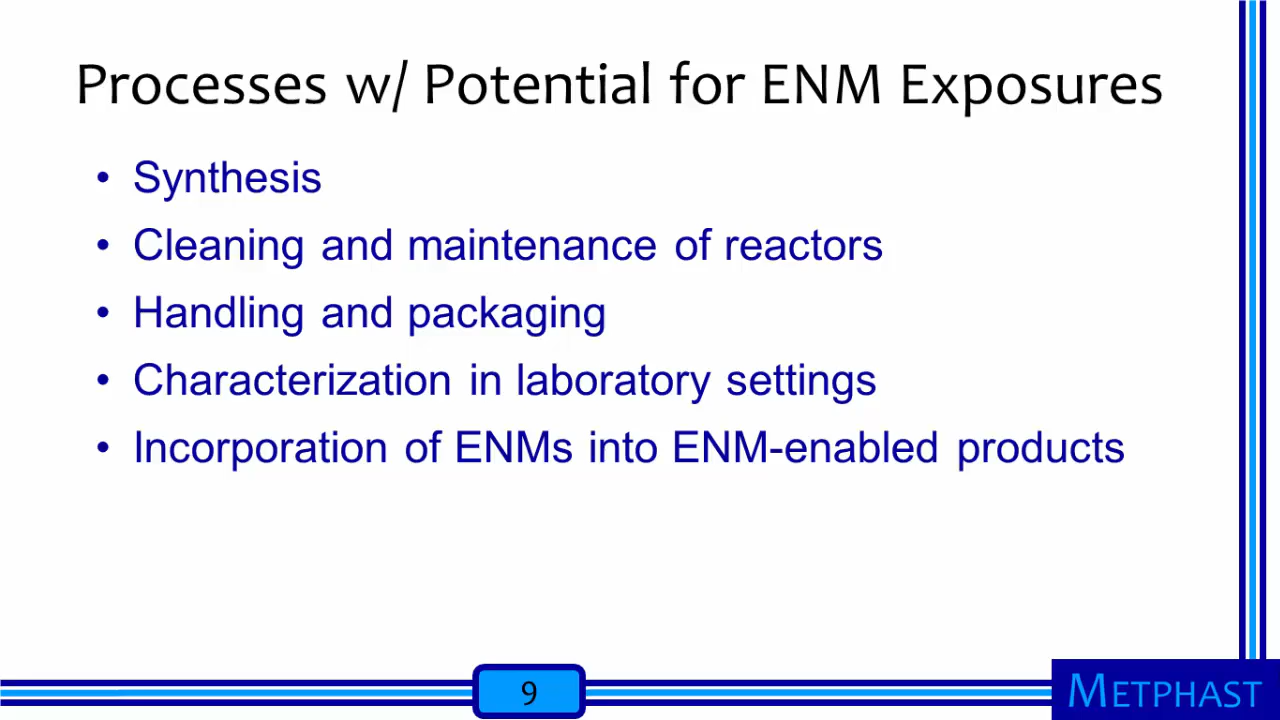 Processes w/ Potential for ENM Exposures
• Synthesis
• Cleaning and maintenance of reactors
• Handling and packaging
• Characterization in laboratory settings
• Incorporation of ENMs into ENM-enabled products
9
METPHAST